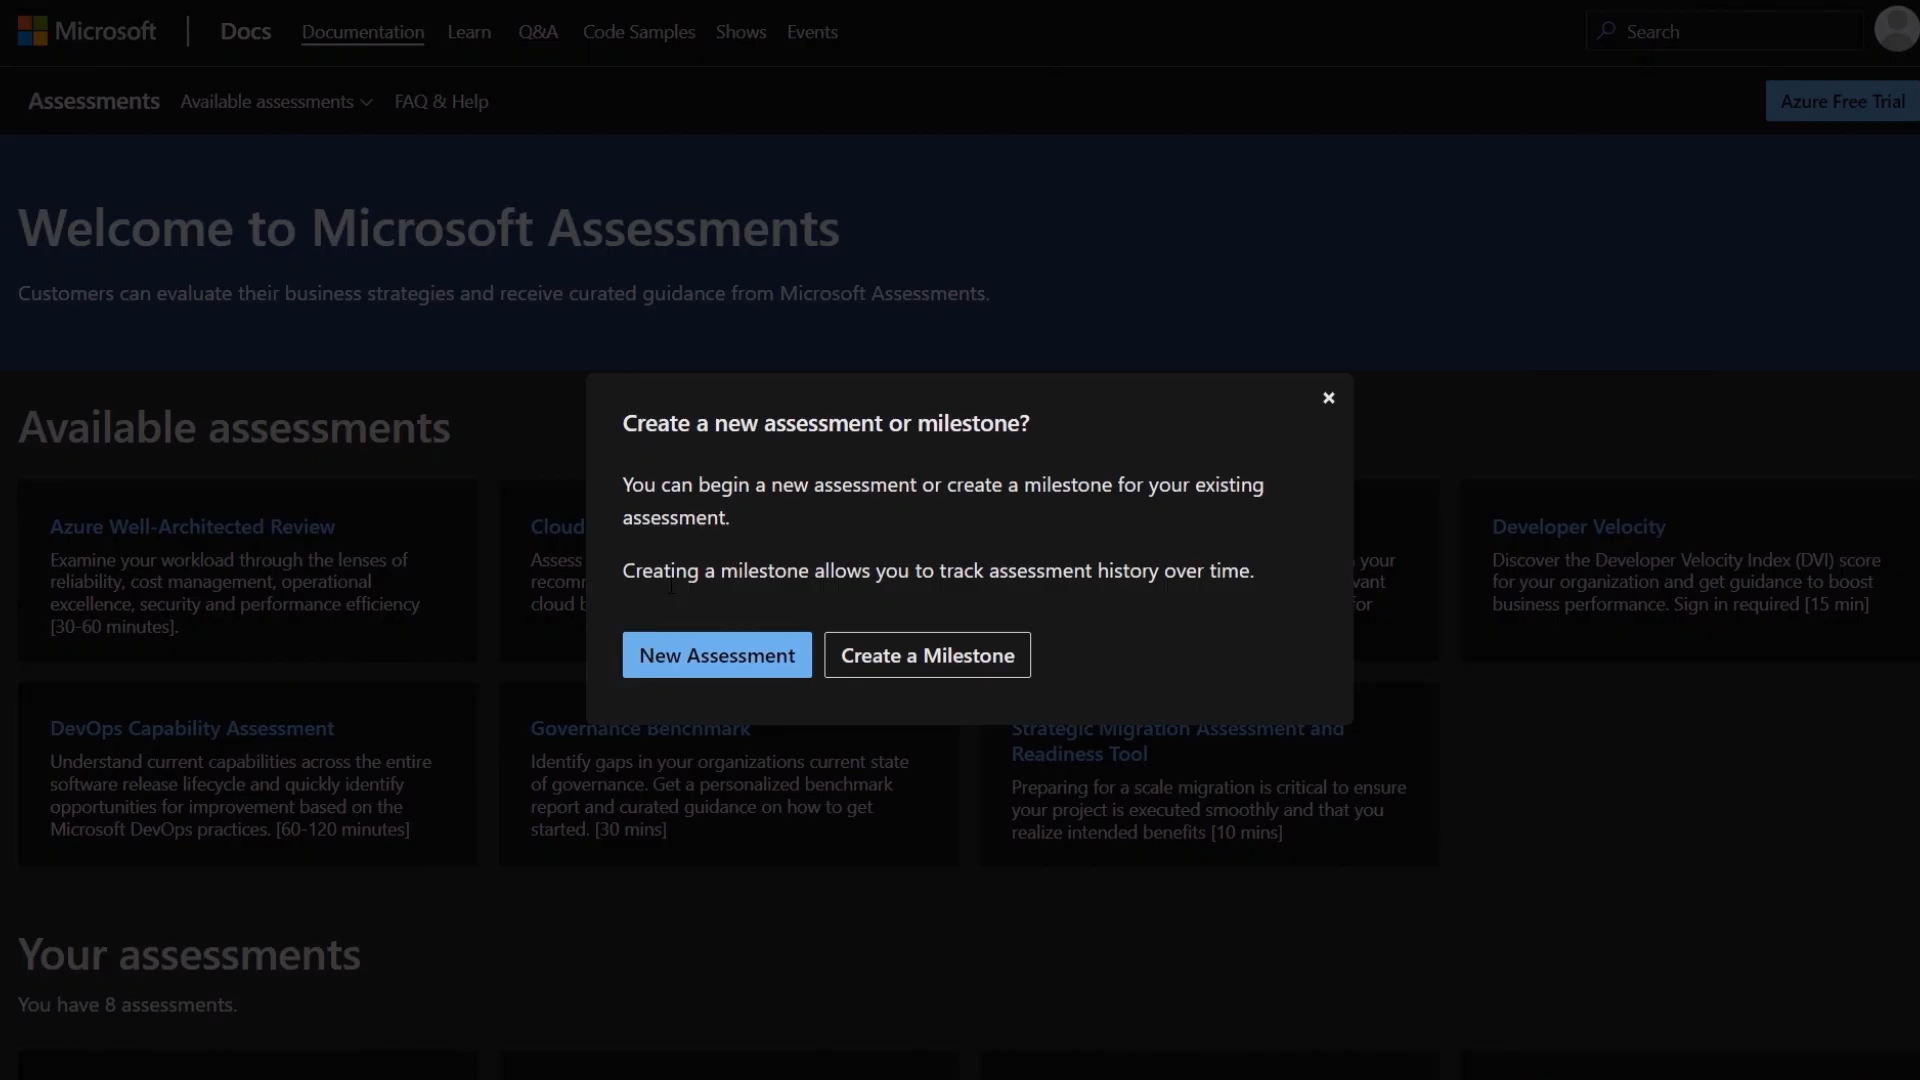 Microsoft
Docs
Documentation
Learn
Q&A
Code Samples
Shows
Events
Search
Assessments
Available assessments
FAQ & Help
Azure Free Trial
Welcome to Microsoft Assessments
Customers can evaluate their business strategies and receive curated guidance from Microsoft Assessments.
Available assessments
Create a new assessment or milestone?
You can begin a new assessment or create a milestone for your existing
assessment.
Creating a milestone allows you to track assessment history over time.
New Assessment
Create a Milestone
Azure Well-Architected Review
Examine your workload through the lenses of
reliability, cost management, operational
excellence, security and performance efficiency
[30-60 minutes].
Cloud
Assess
cloud
your
for
Developer Velocity
Discover the Developer Velocity Index (DVI) score
for your organization and get guidance to boost
business performance. Sign in required [15 min]
DevOps Capability Assessment
Understand current capabilities across the entire
software release lifecycle and quickly identify
opportunities for improvement based on the
Microsoft DevOps practices. [60-120 minutes]
Governance Benchmark
Identify gaps in your organizations current state
of governance. Get a personalized benchmark
report and curated guidance on how to get
started. [30 mins]
Strategic Migration Assessment and
Readiness Tool
Preparing for a scale migration is critical to ensure
your project is executed smoothly and that you
realize intended benefits [10 mins]
Your assessments
You have 8 assessments.